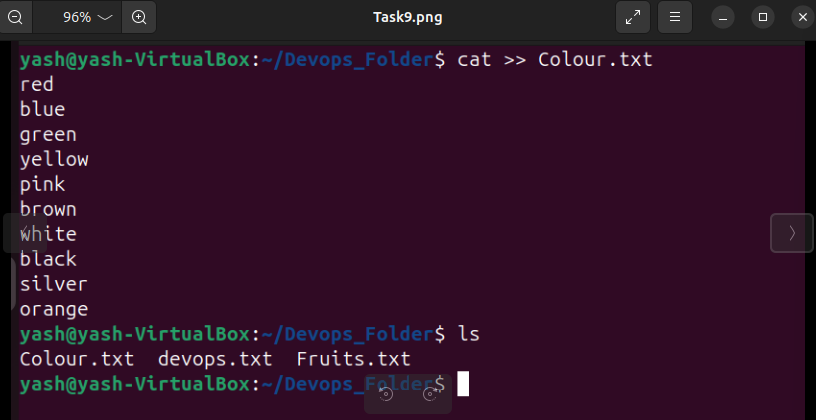 96%
Task9.png
yash@yash-VirtualBox:~/Devops_Folder$ cat >> Colour.txt
red
blue
green
yellow
pink
brown
white
black
silver
orange
yash@yash-VirtualBox:~/Devops_Folder$ ls
Colour.txt  devops.txt  Fruits.txt
yash@yash-VirtualBox:~/Devops_Folder$